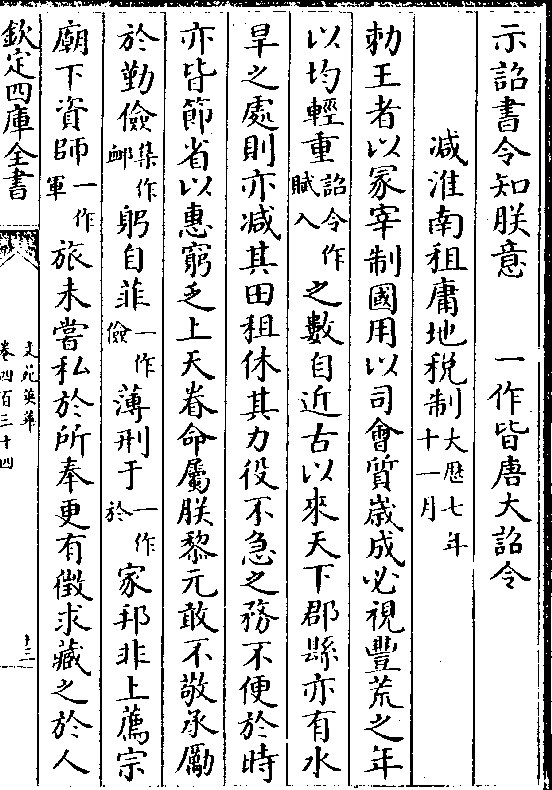 示詔書令知朕意　一作皆唐大詔令
減淮南租庸地税制大厯七年十一月
勅王者以冢宰制國用以司會質歳成必視豐荒之年
以均輕重詔令作賦入之數自近古以來天下郡縣亦有水
旱之處則亦減其田租休其力役不急之務不便於時
亦皆節省以惠窮乏上天眷命屬朕黎元敢不敬承勵
於勤儉集作卹躬自菲一作儉薄刑于一作於家邦非上薦宗
廟下資師一作軍旅未嘗私於所奉更有徵求藏之於人
欽定四庫全書
文苑英華
卷四百三十四
十三